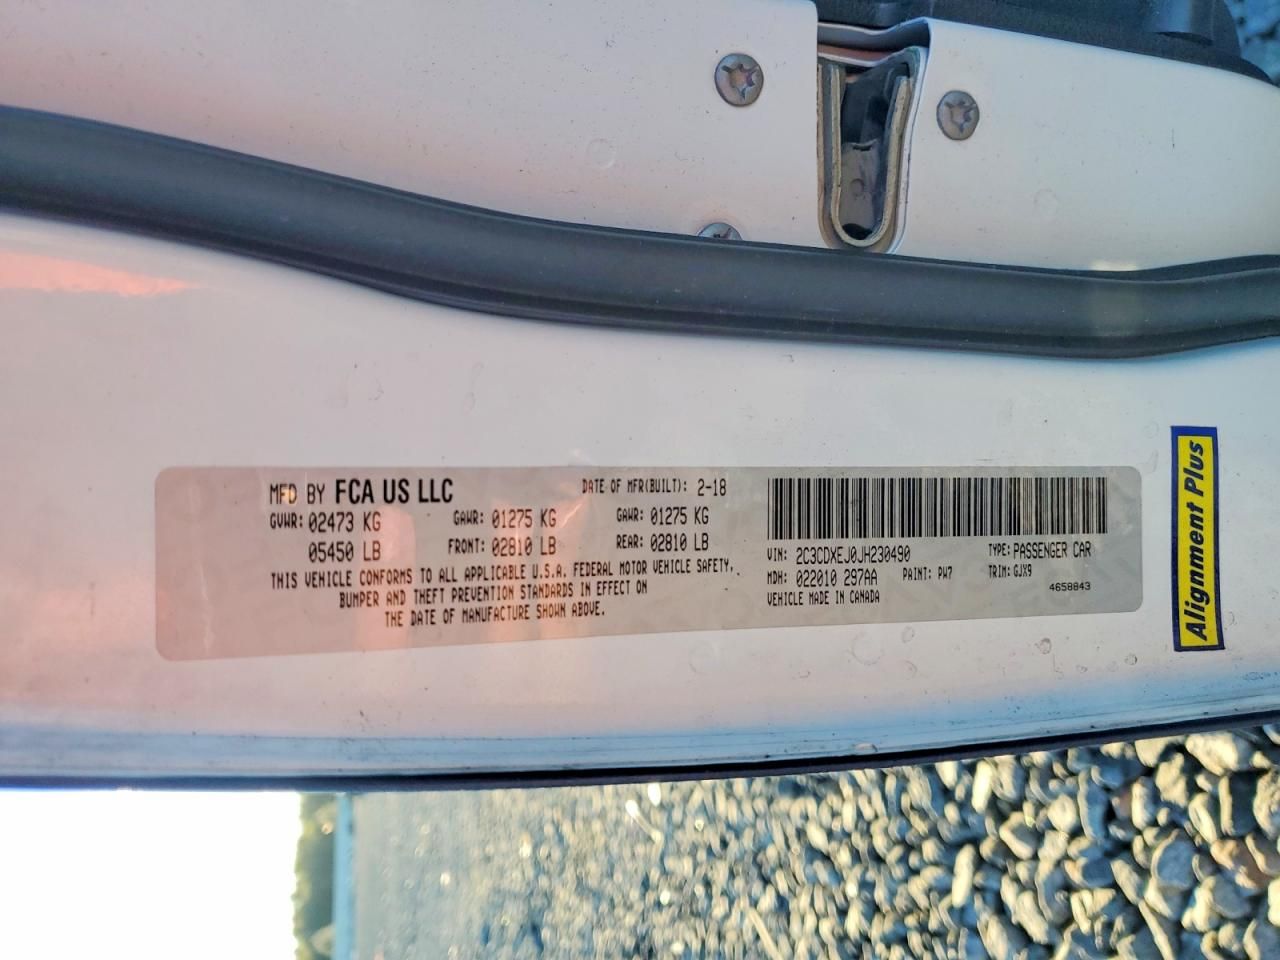 MFD BY FCA US LLC DATE OF MFR(BUILT): 2-18
GVWR: 02473 KG GAWR: 01275 KG GAWR: 01275 KG
05450 LB FRONT: 02810 LB REAR: 02810 LB
THIS VEHICLE CONFORMS TO ALL APPLICABLE U.S.A. FEDERAL MOTOR VEHICLE SAFETY,
BUMPER AND THEFT PREVENTION STANDARDS IN EFFECT ON
THE DATE OF MANUFACTURE SHOWN ABOVE.
VIN: 2C3CDXEJ0JH230490 TYPE: PASSENGER CAR
MDH: 022010 297AA PAINT: PW7 TRIM: GJX9
VEHICLE MADE IN CANADA 4658843
Alignment Plus